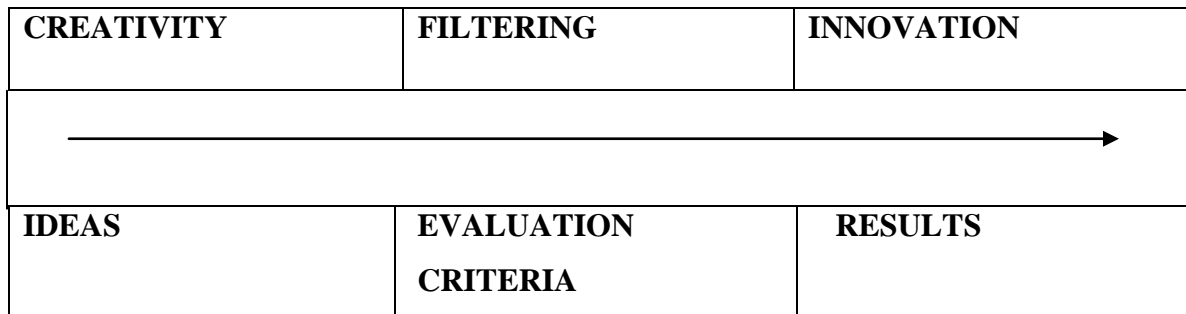 CREATIVITY FILTERING INNOVATION
IDEAS EVALUATION RESULTS
CRITERIA